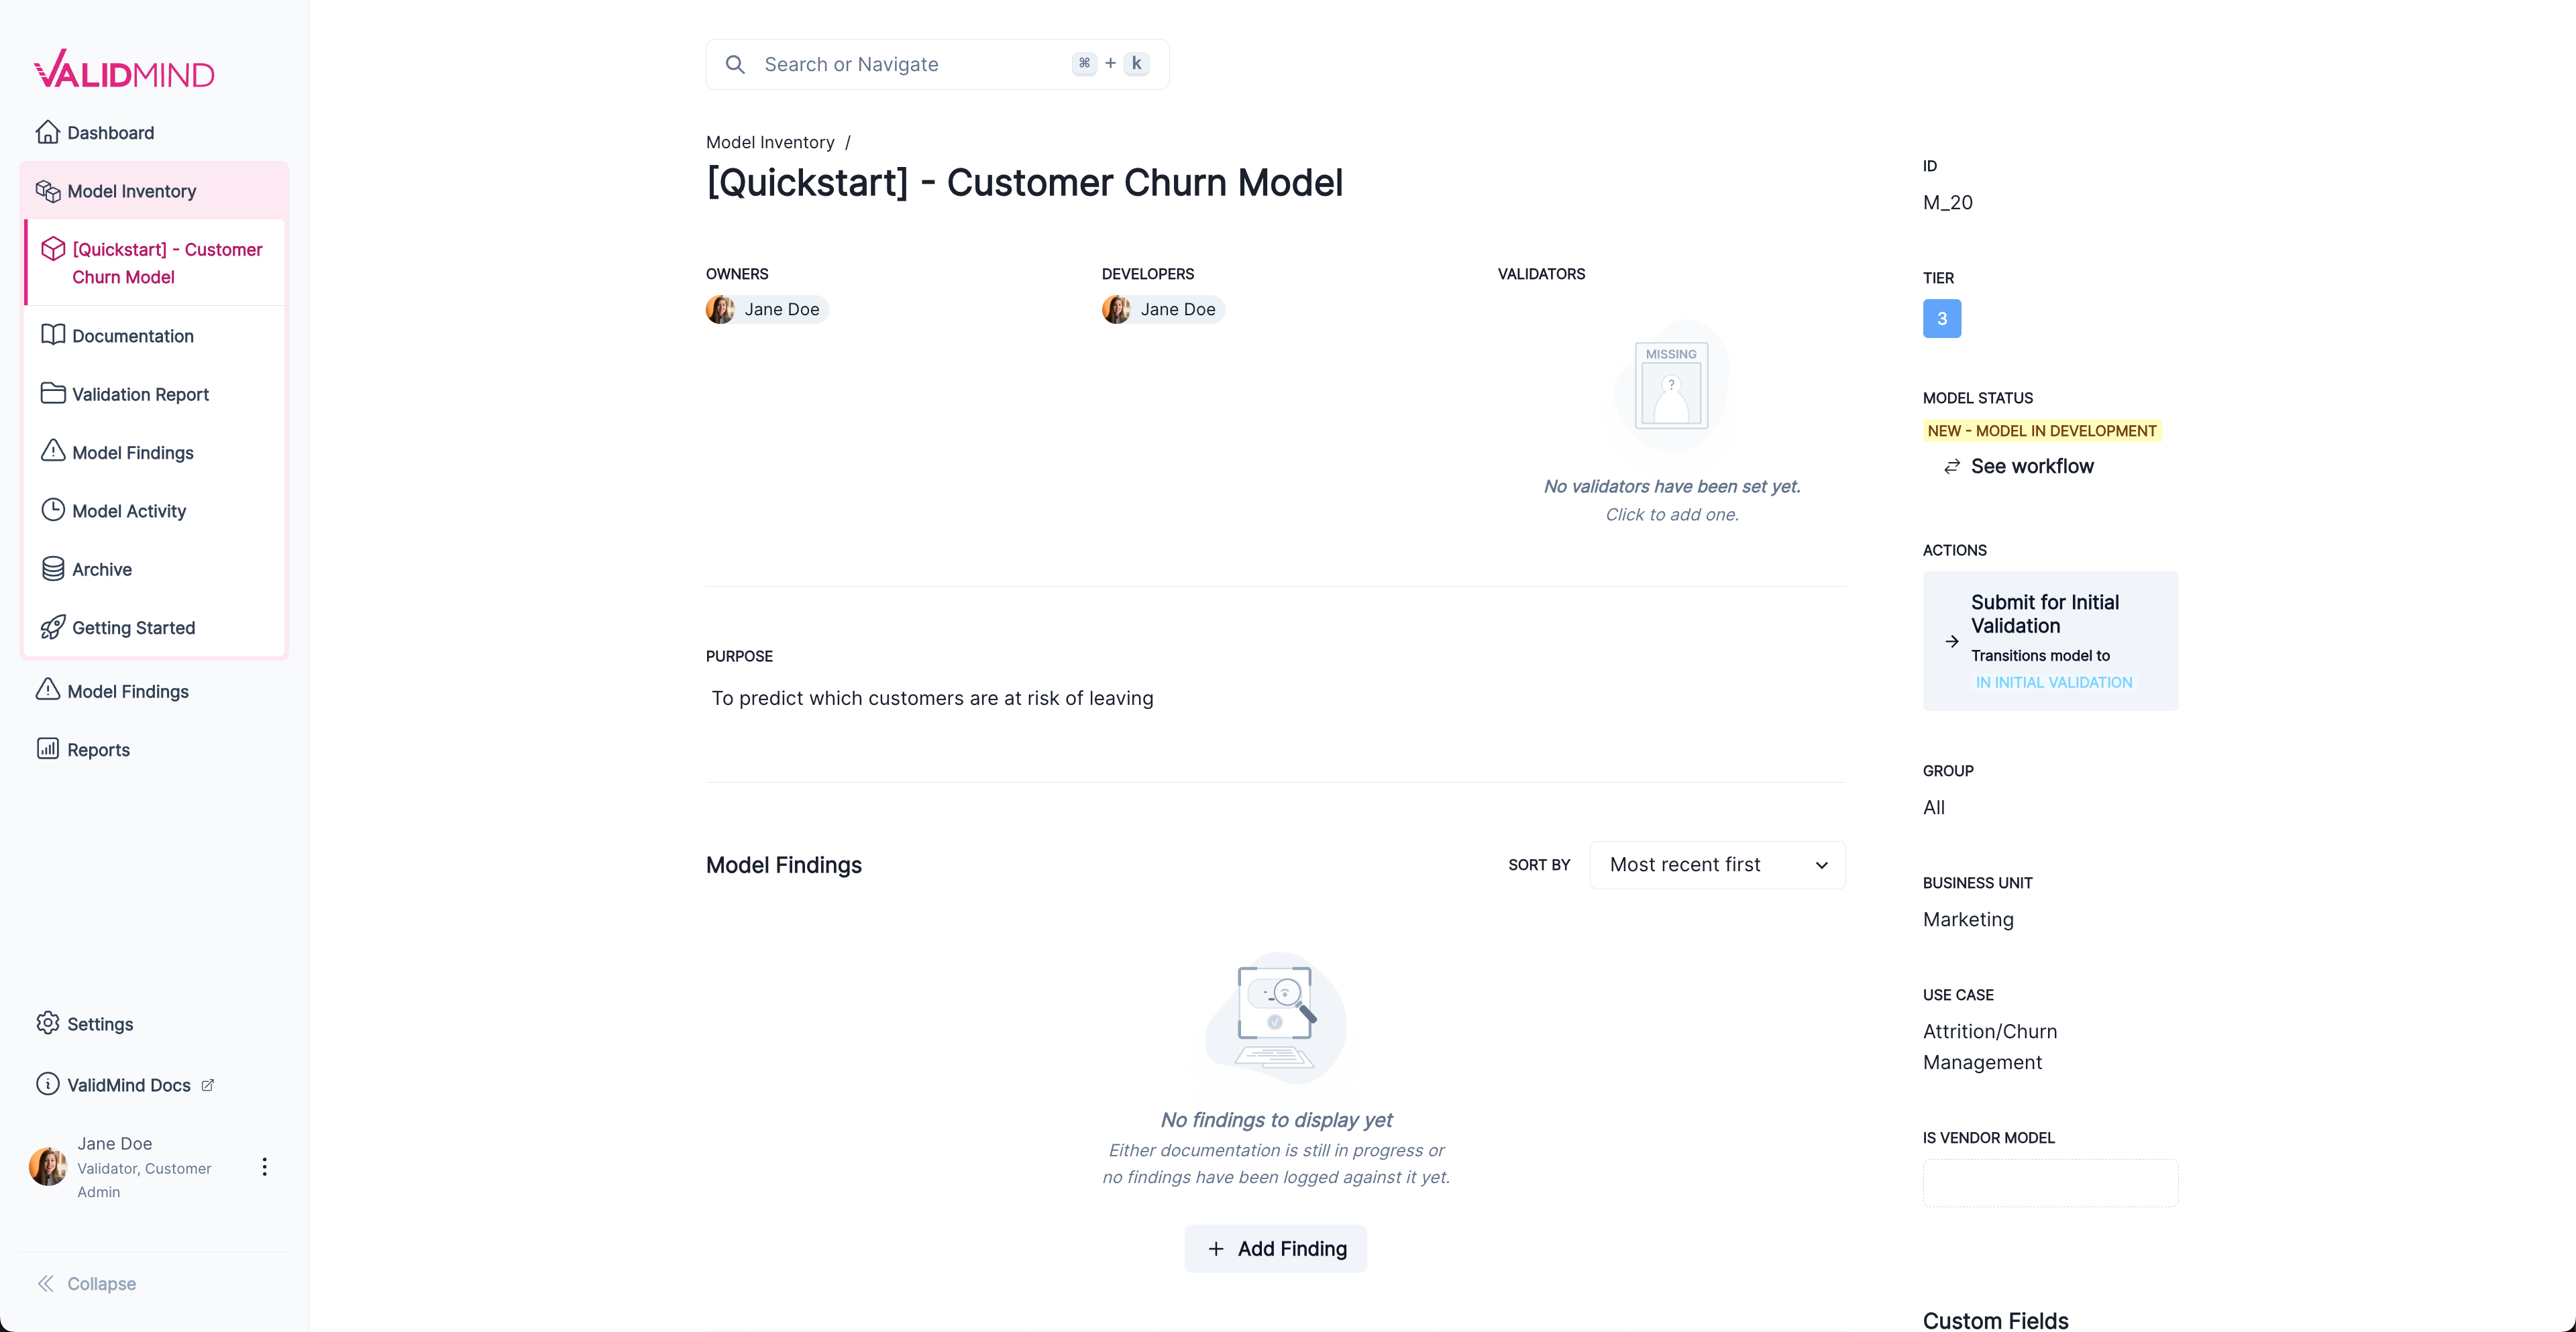 VALIDMIND
Dashboard
Model Inventory
[Quickstart] - Customer
Churn Model
Documentation
Validation Report
Model Findings
Model Activity
Archive
Getting Started
Model Findings
Reports
Settings
ValidMind Docs
Jane Doe
Validator, Customer
Admin
Collapse
Search or Navigate ⌘ + k
Model Inventory /
[Quickstart] - Customer Churn Model
OWNERS
Jane Doe
DEVELOPERS
Jane Doe
VALIDATORS
MISSING
?
No validators have been set yet.
Click to add one.
PURPOSE
To predict which customers are at risk of leaving
Model Findings
SORT BY Most recent first
No findings to display yet
Either documentation is still in progress or
no findings have been logged against it yet.
+ Add Finding
ID
M_20
TIER
3
MODEL STATUS
NEW - MODEL IN DEVELOPMENT
See workflow
ACTIONS
Submit for Initial
Validation
Transitions model to
IN INITIAL VALIDATION
GROUP
All
BUSINESS UNIT
Marketing
USE CASE
Attrition/Churn
Management
IS VENDOR MODEL
Custom Fields